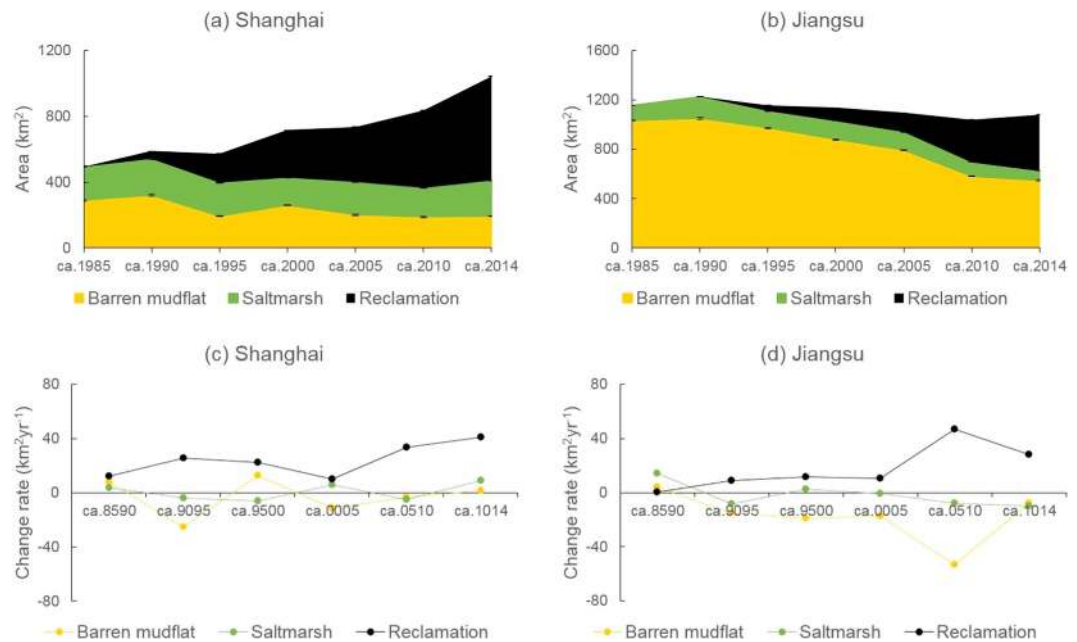 (a) Shanghai
1200
800
400
0
Area (km²)
ca.1985 ca.1990 ca.1995 ca.2000 ca.2005 ca.2010 ca.2014
Barren mudflat Saltmarsh Reclamation
(b) Jiangsu
1600
1200
800
400
0
Area (km²)
ca.1985 ca.1990 ca.1995 ca.2000 ca.2005 ca.2010 ca.2014
Barren mudflat Saltmarsh Reclamation
(c) Shanghai
80
40
0
-40
-80
Change rate (km²yr⁻¹)
ca.8590 ca.9095 ca.9500 ca.0005 ca.0510 ca.1014
Barren mudflat Saltmarsh Reclamation
(d) Jiangsu
80
40
0
-40
-80
Change rate (km²yr⁻¹)
ca.8590 ca.9095 ca.9500 ca.0005 ca.0510 ca.1014
Barren mudflat Saltmarsh Reclamation